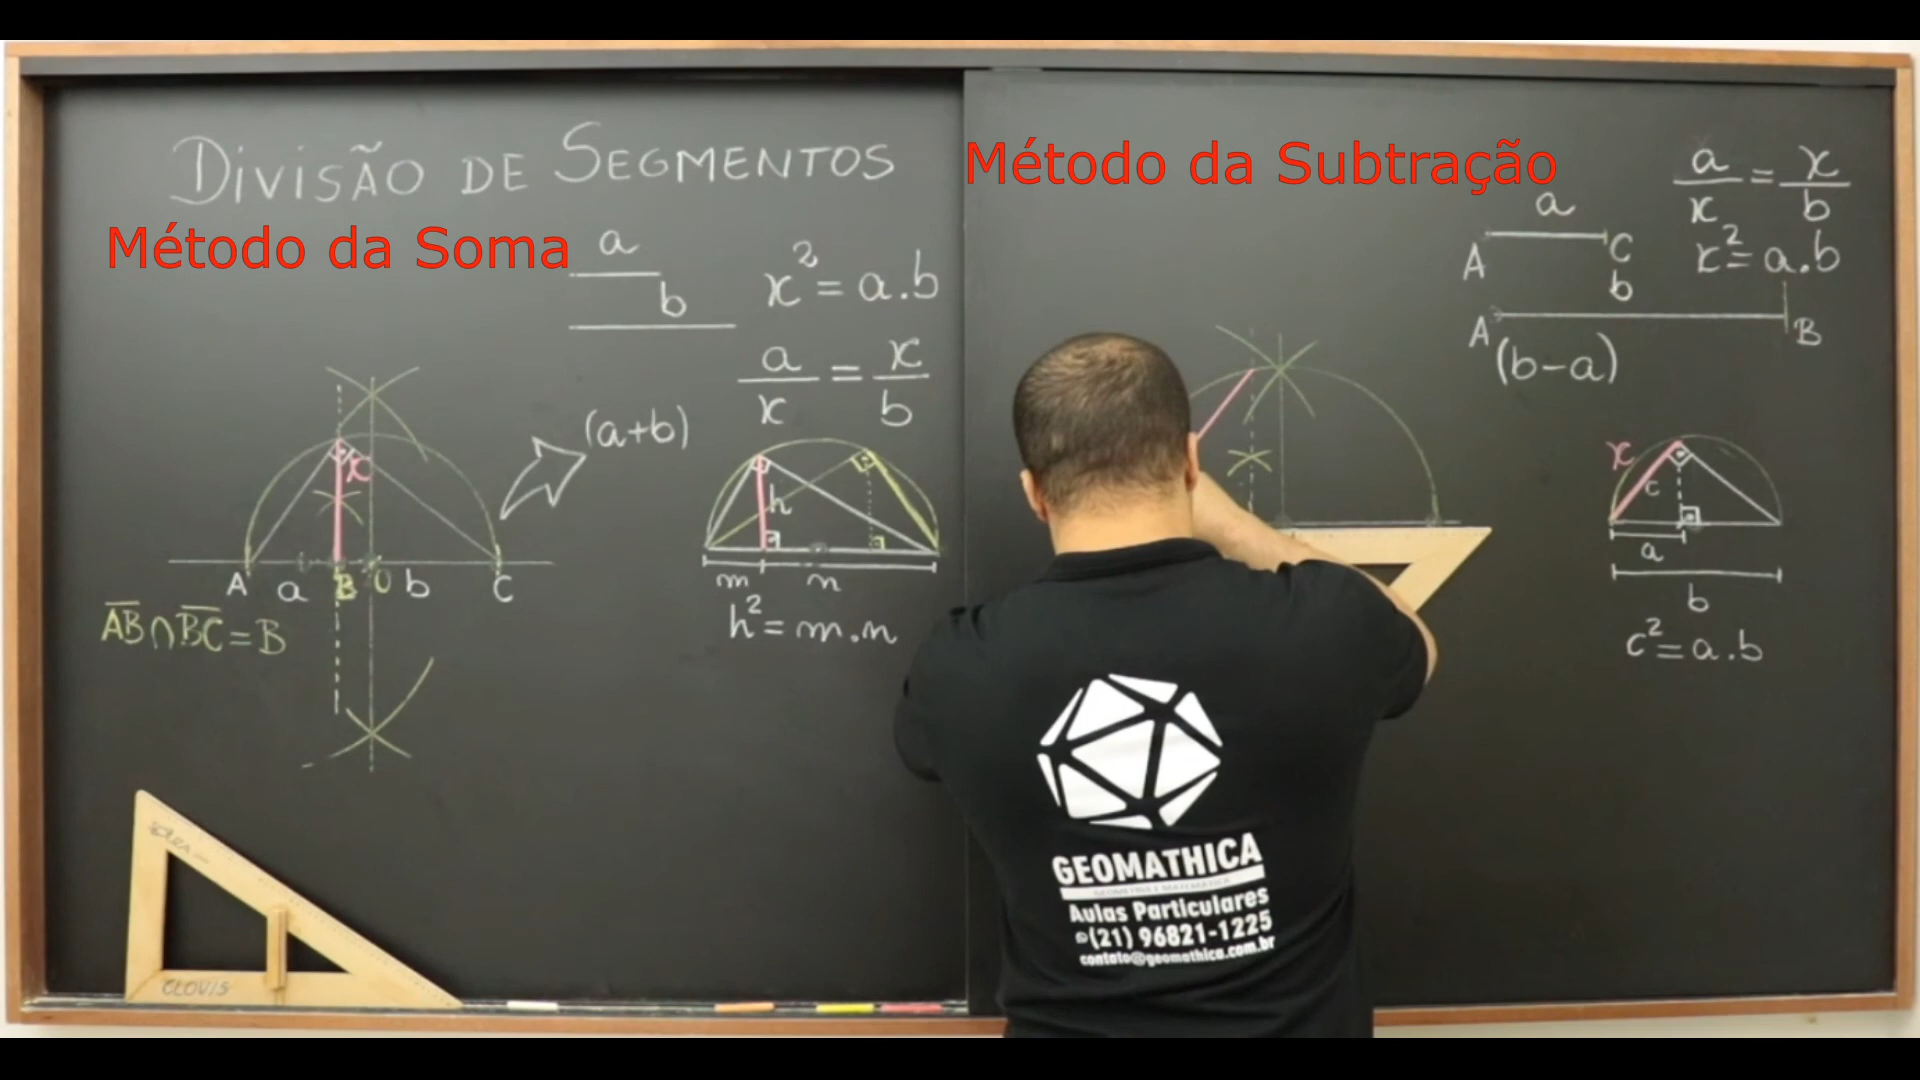 DIVISÃO DE SEGMENTOS
Método da Soma
a
b
x² = a.b
a/x = x/b
(a+b)
x
A a B O b C
AB ∩ BC = B
h
m n
h² = m.n
Método da Subtração
a/x = x/b
x² = a.b
a
A C
b
A B
(b-a)
x
c
a
b
c² = a.b
GEOMATHICA
Aulas Particulares
(21) 96821-1225
contato@geomathica.com.br
CLOVIS